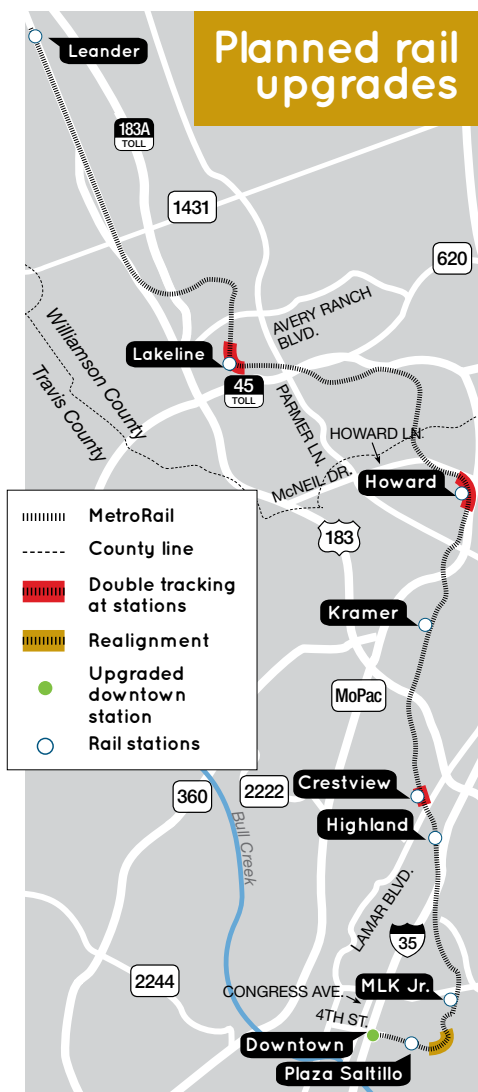 Planned rail
upgrades
Leander
183A
TOLL
1431
620
AVERY RANCH
BLVD.
Williamson County
Travis County
Lakeline
45
TOLL
PARMER LN.
HOWARD LN.
McNEIL DR.
Howard
183
MetroRail
County line
Double tracking
at stations
Realignment
Upgraded
downtown
station
Rail stations
Kramer
MoPac
Crestview
360
2222
Highland
Bull Creek
LAMAR BLVD.
35
2244
CONGRESS AVE.
MLK Jr.
4TH ST.
Downtown
Plaza Saltillo